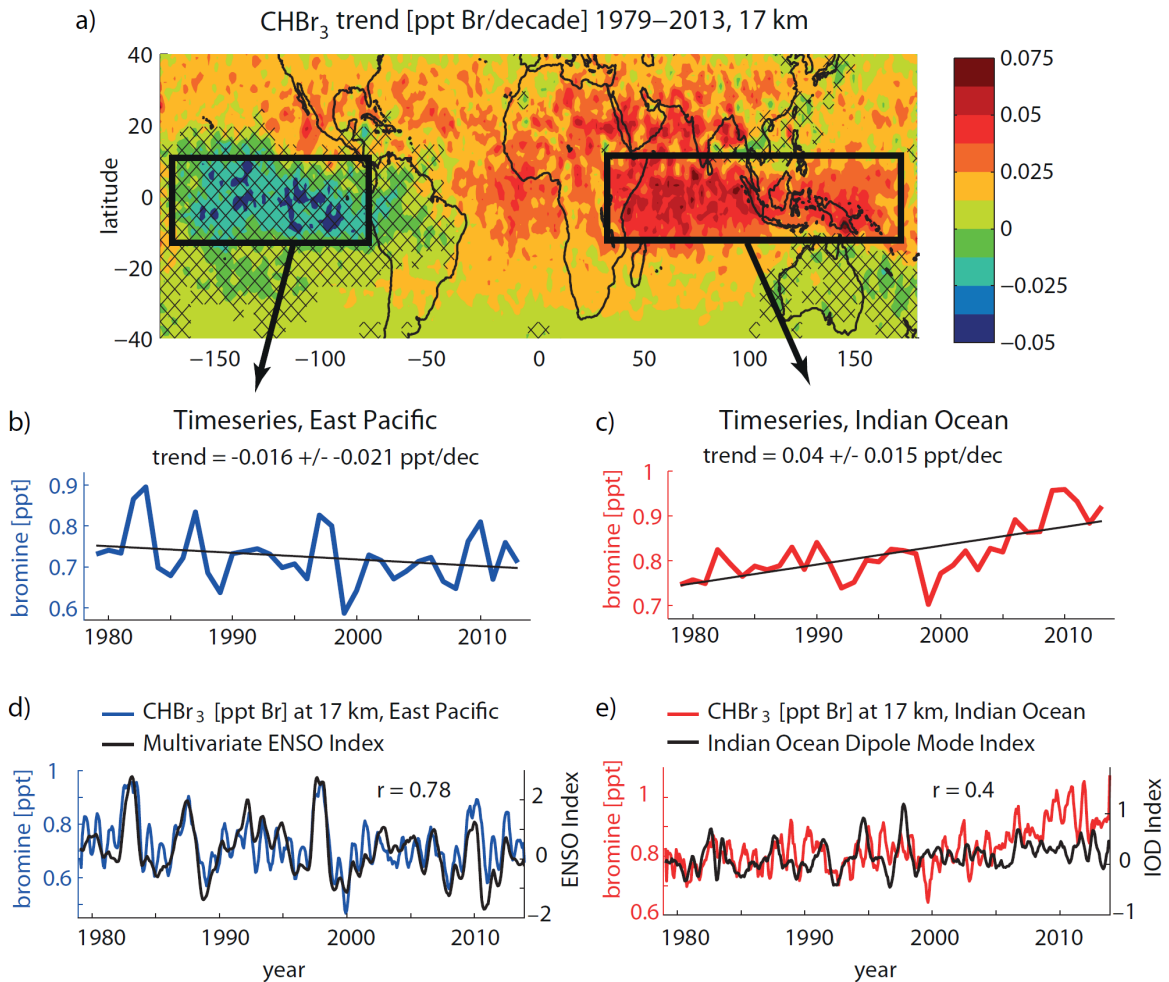 a)
CHBr3 trend [ppt Br/decade] 1979−2013, 17 km
latitude
40
20
0
−20
−40
−150
−100
−50
0
50
100
150
0.075
0.05
0.025
0
−0.025
−0.05
b)
Timeseries, East Pacific
trend = -0.016 +/- -0.021 ppt/dec
bromine [ppt]
0.9
0.8
0.7
0.6
1980
1990
2000
2010
c)
Timeseries, Indian Ocean
trend = 0.04 +/- 0.015 ppt/dec
bromine [ppt]
1
0.9
0.8
0.7
1980
1990
2000
2010
d)
CHBr3 [ppt Br] at 17 km, East Pacific
Multivariate ENSO Index
bromine [ppt]
1
0.8
0.6
r = 0.78
2
0
−2
ENSO Index
1980
1990
2000
2010
year
e)
CHBr3 [ppt Br] at 17 km, Indian Ocean
Indian Ocean Dipole Mode Index
bromine [ppt]
1
0.8
0.6
r = 0.4
1
0
−1
IOD Index
1980
1990
2000
2010
year